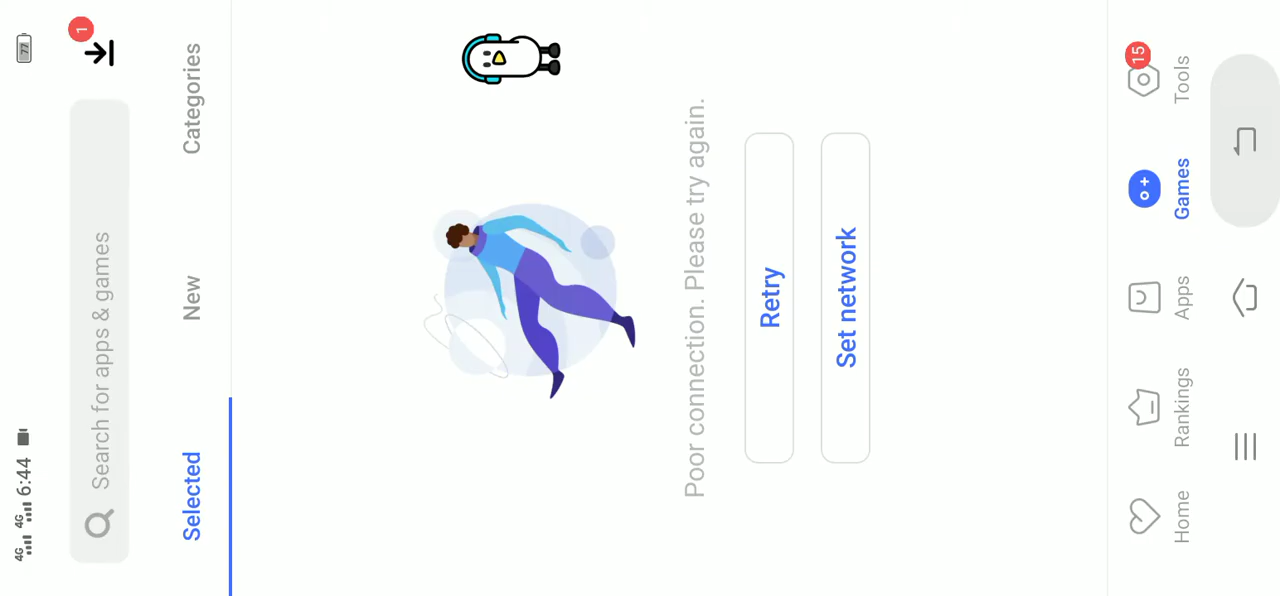 4G 4G 6:44 77
Search for apps & games
1
Selected New Categories
Poor connection. Please try again.
Retry
Set network
15
Home Rankings Apps Games Tools